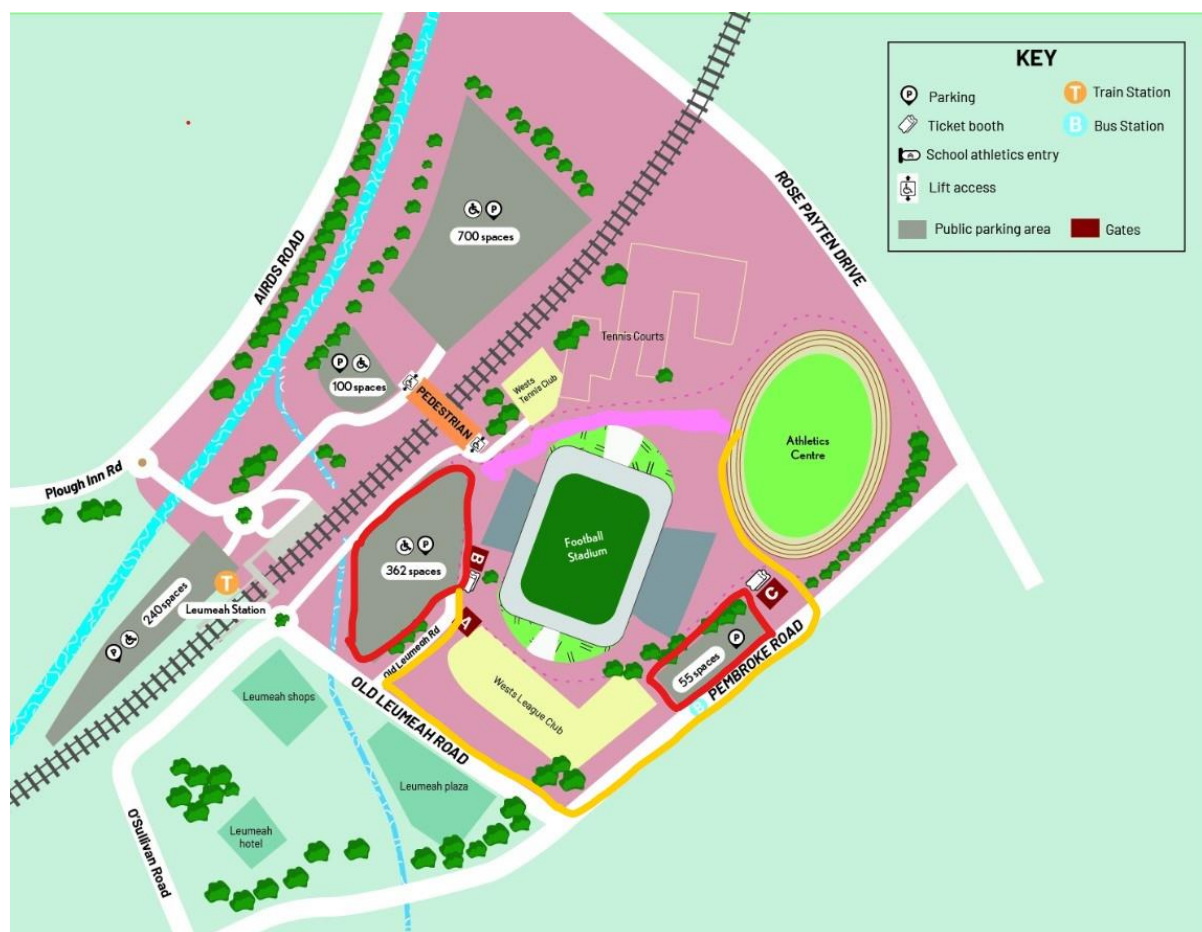 KEY
Parking
Train Station
Ticket booth
Bus Station
School athletics entry
Lift access
Public parking area
Gates
P
T
B
AIRDS ROAD
ROSE PAYTEN DRIVE
P
700 spaces
Tennis Courts
P
100 spaces
PEDESTRIAN
Wests
Tennis Club
Athletics
Centre
Plough Inn Rd
P
362 spaces
B
Football
Stadium
T
Leumeah Station
P
240 spaces
A
C
Old Leumeah Rd
P
55 spaces
PEMBROKE ROAD
B
Wests League Club
OLD LEUMEAH ROAD
Leumeah shops
Leumeah plaza
Leumeah
hotel
O'Sullivan Road